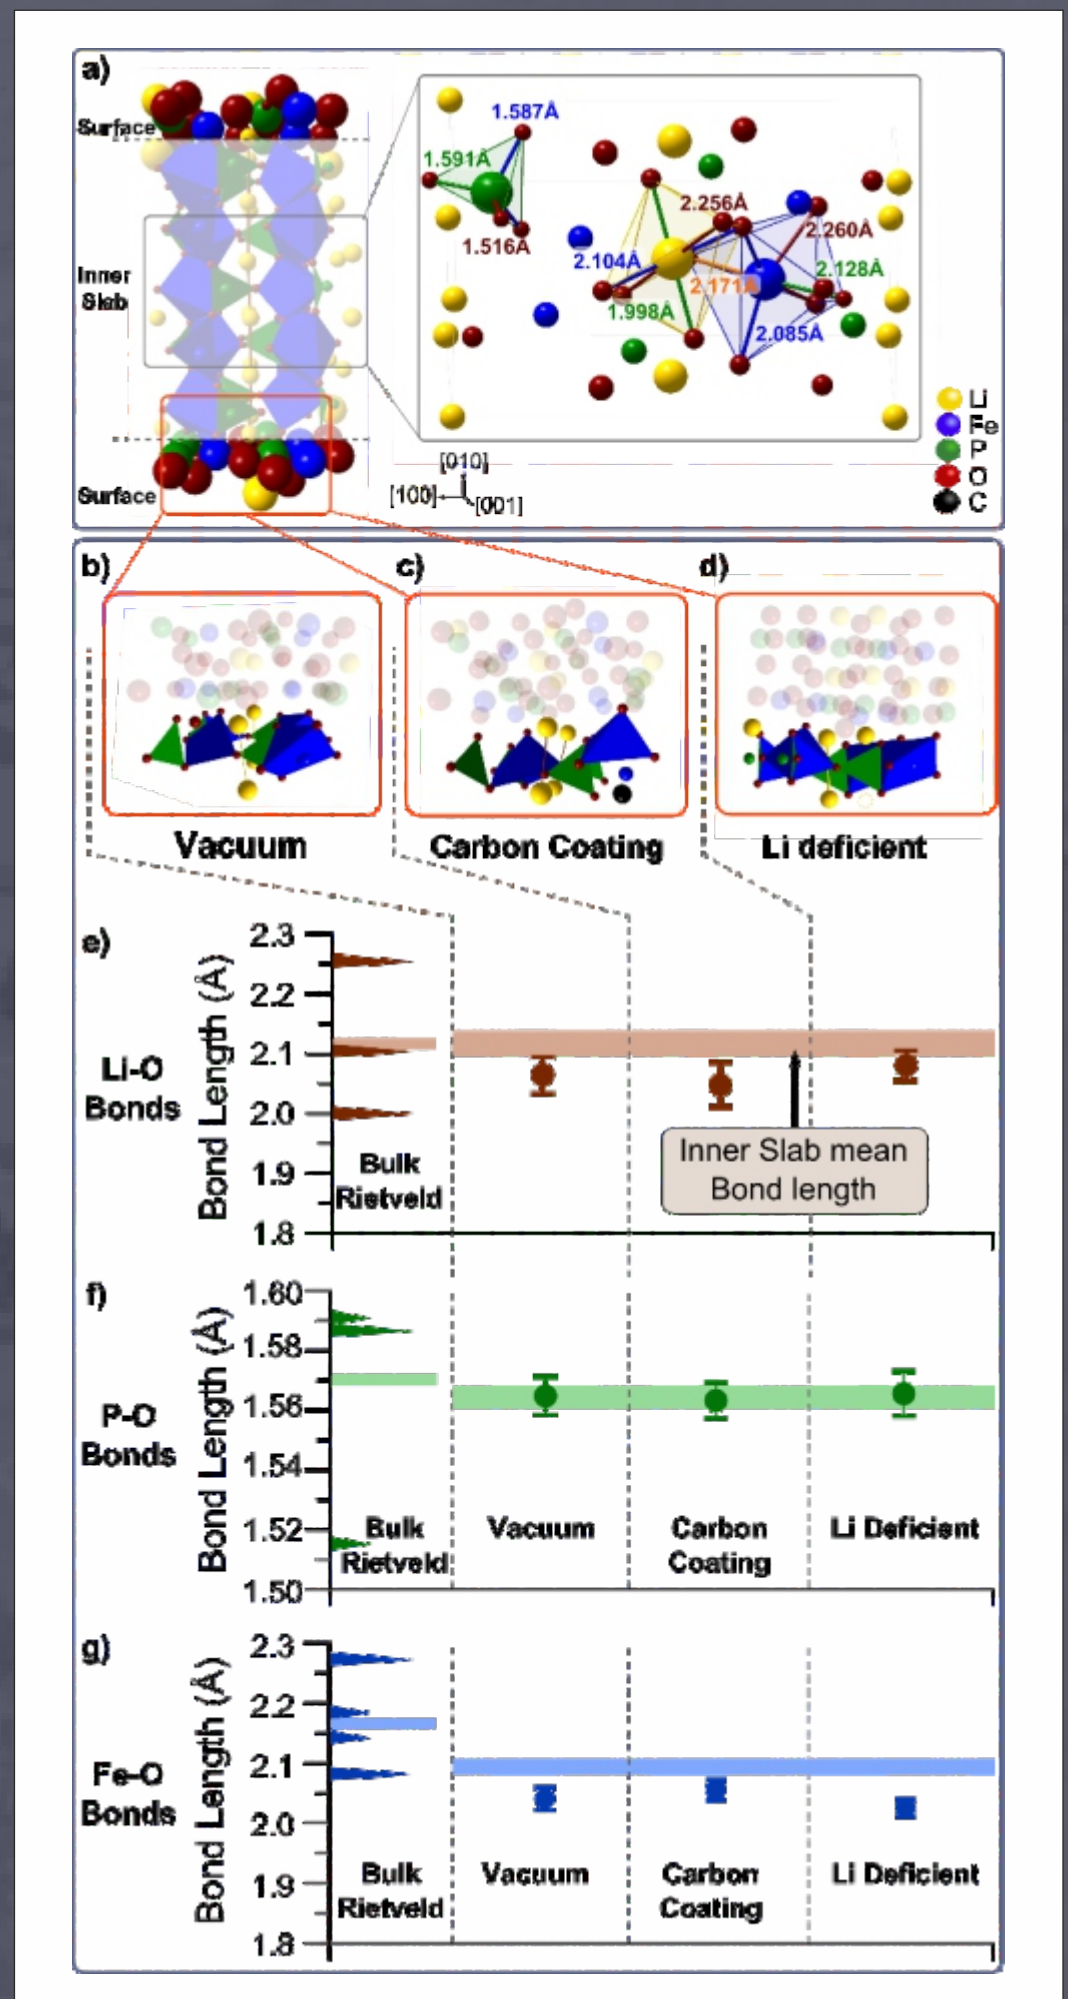 a)
Surface
Inner
Slab
Surface
1.587Å
1.591Å
1.516Å
2.256Å
2.260Å
2.104Å
2.128Å
2.171Å
1.998Å
2.085Å
Li
Fe
P
O
C
[010]
[100]
[001]
b)
c)
d)
Vacuum
Carbon Coating
Li deficient
e)
Li-O
Bonds
Bond Length (Å)
2.3
2.2
2.1
2.0
1.9
1.8
Bulk
Rietveld
Inner Slab mean
Bond length
f)
P-O
Bonds
Bond Length (Å)
1.60
1.58
1.56
1.54
1.52
1.50
Bulk
Rietveld
Vacuum
Carbon
Coating
Li Deficient
g)
Fe-O
Bonds
Bond Length (Å)
2.3
2.2
2.1
2.0
1.9
1.8
Bulk
Rietveld
Vacuum
Carbon
Coating
Li Deficient